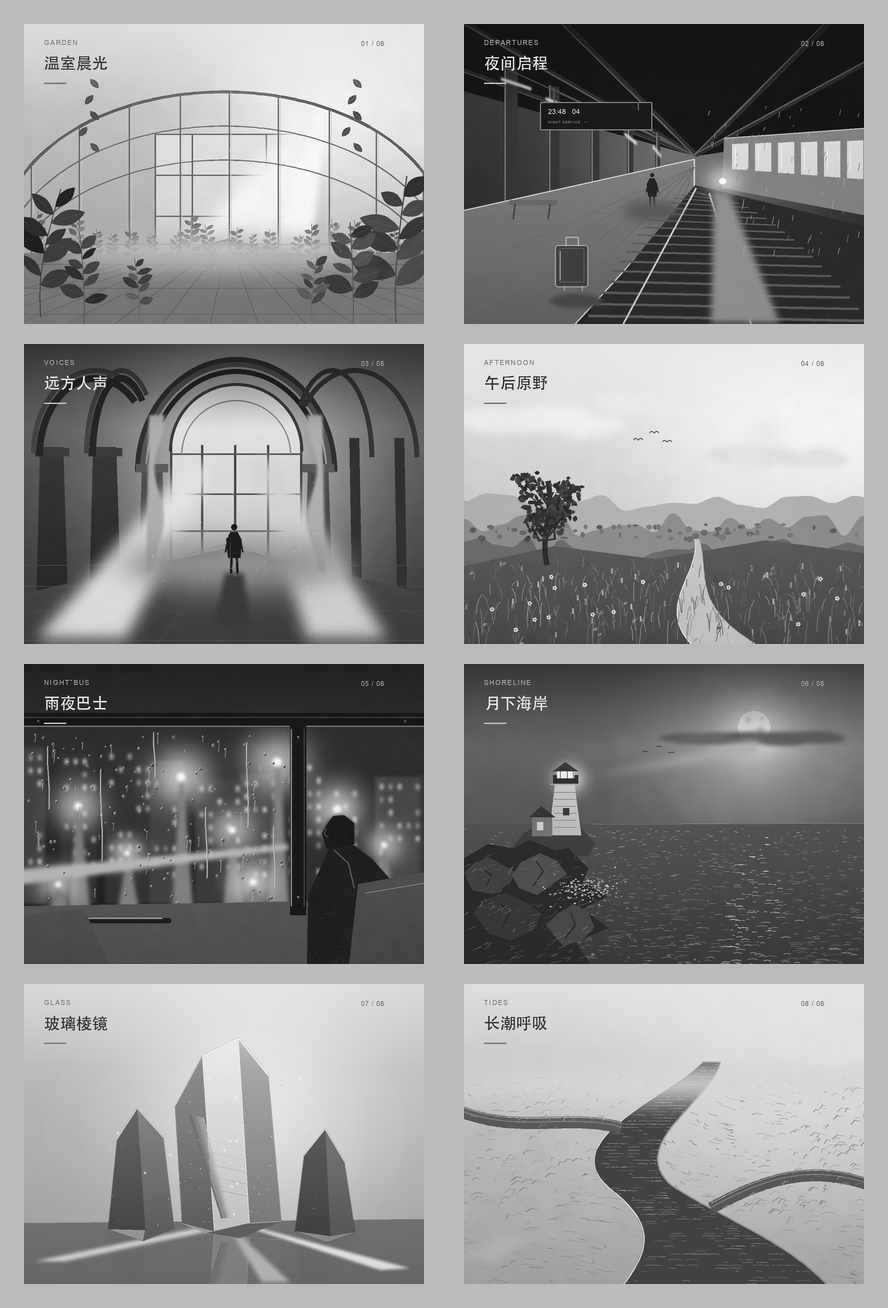 GARDEN
01 / 08
温室晨光
DEPARTURES
02 / 08
夜间启程
23:48 04
NIGHT SERVICE
VOICES
03 / 08
远方人声
AFTERNOON
04 / 08
午后原野
NIGHT BUS
05 / 08
雨夜巴士
SHORELINE
06 / 08
月下海岸
GLASS
07 / 08
玻璃棱镜
TIDES
08 / 08
长潮呼吸